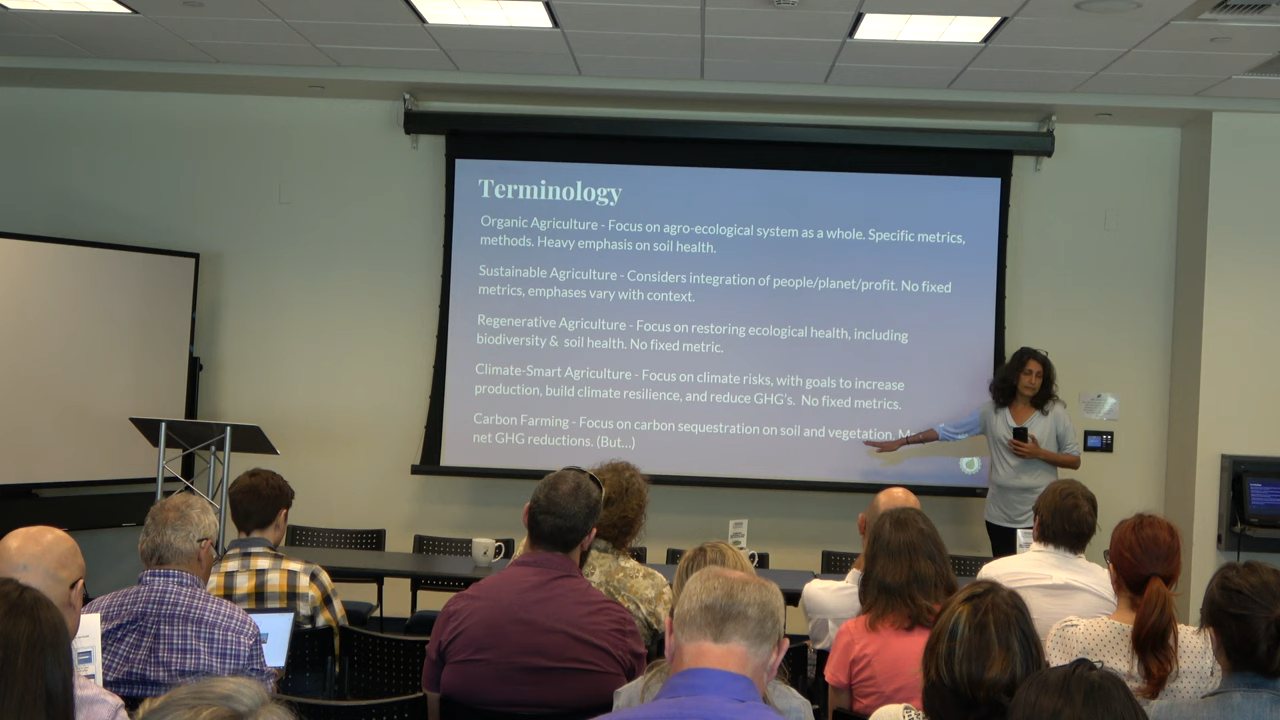 Terminology
Organic Agriculture - Focus on agro-ecological system as a whole. Specific metrics,
methods. Heavy emphasis on soil health.
Sustainable Agriculture - Considers integration of people/planet/profit. No fixed
metrics, emphases vary with context.
Regenerative Agriculture - Focus on restoring ecological health, including
biodiversity & soil health. No fixed metric.
Climate-Smart Agriculture - Focus on climate risks, with goals to increase
production, build climate resilience, and reduce GHG's. No fixed metrics.
Carbon Farming - Focus on carbon sequestration on soil and vegetation.
net GHG reductions. (But...)